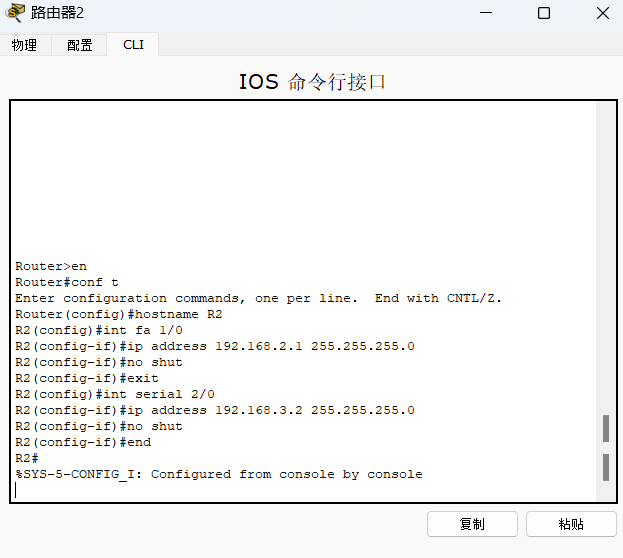 路由器2
物理 配置 CLI
IOS 命令行接口
Router>en
Router#conf t
Enter configuration commands, one per line.  End with CNTL/Z.
Router(config)#hostname R2
R2(config)#int fa 1/0
R2(config-if)#ip address 192.168.2.1 255.255.255.0
R2(config-if)#no shut
R2(config-if)#exit
R2(config)#int serial 2/0
R2(config-if)#ip address 192.168.3.2 255.255.255.0
R2(config-if)#no shut
R2(config-if)#end
R2#
%SYS-5-CONFIG_I: Configured from console by console
复制 粘贴